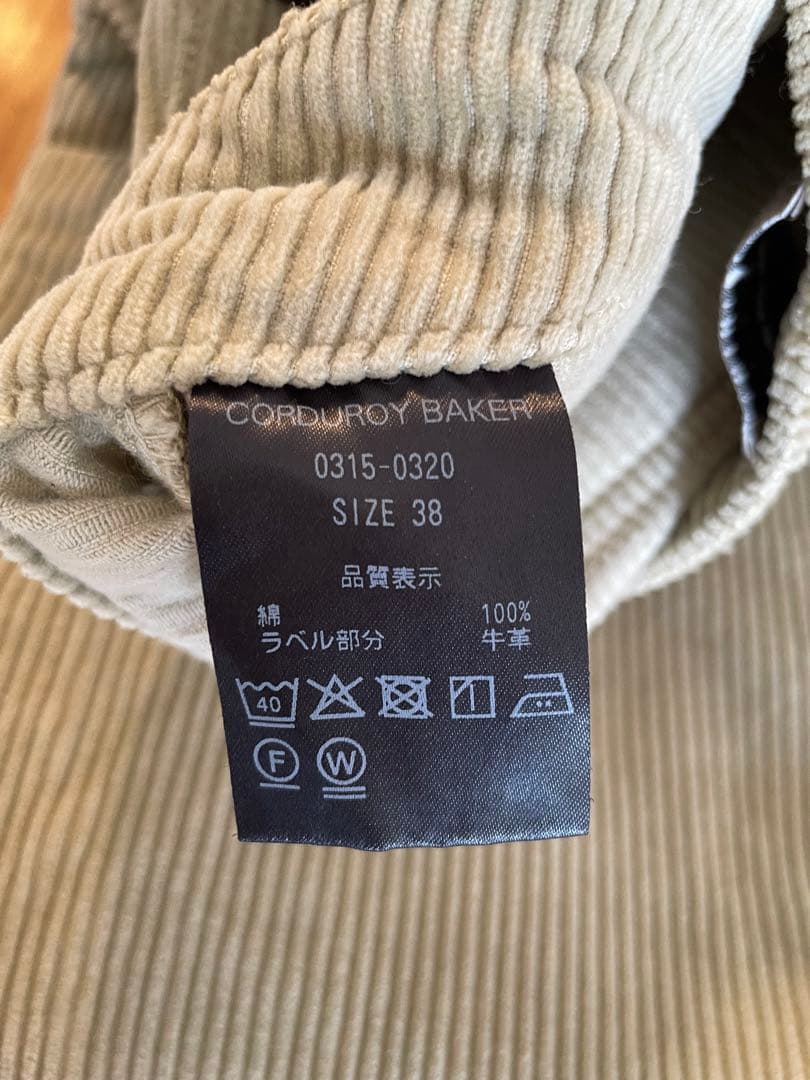 CORDUROY BAKER
0315-0320
SIZE 38
品質表示
綿 100%
ラベル部分 牛革
40
F W